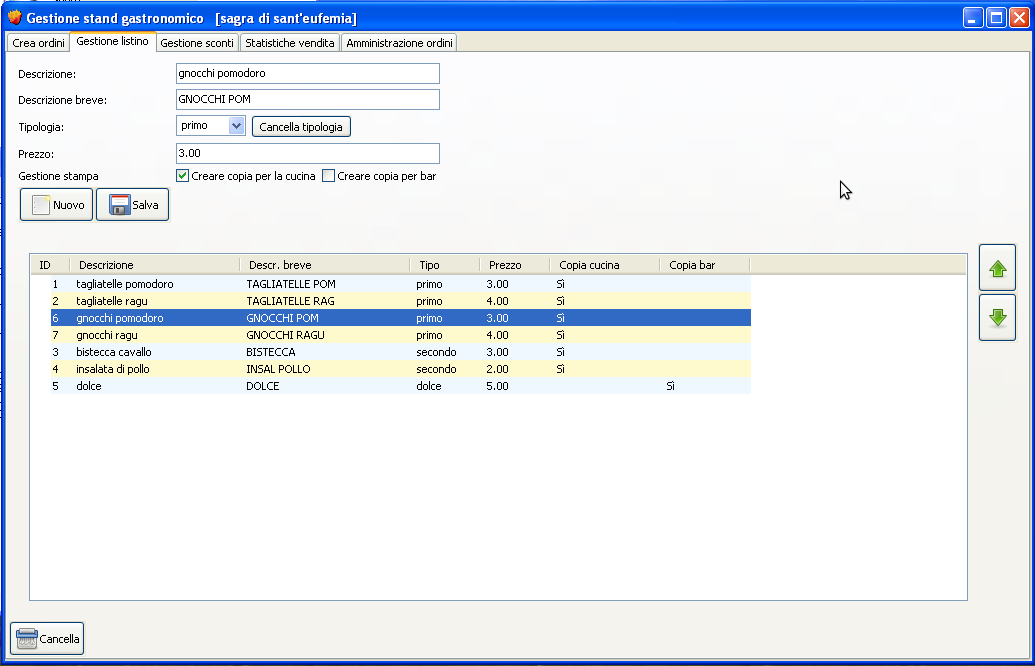 Gestione stand gastronomico [sagra di sant'eufemia]
Crea ordini Gestione listino Gestione sconti Statistiche vendita Amministrazione ordini
Descrizione: gnocchi pomodoro
Descrizione breve: GNOCCHI POM
Tipologia: primo Cancella tipologia
Prezzo: 3.00
Gestione stampa Creare copia per la cucina Creare copia per bar
Nuovo Salva
ID Descrizione Descr. breve Tipo Prezzo Copia cucina Copia bar
1 tagliatelle pomodoro TAGLIATELLE POM primo 3.00 Sì
2 tagliatelle ragu TAGLIATELLE RAG primo 4.00 Sì
6 gnocchi pomodoro GNOCCHI POM primo 3.00 Sì
7 gnocchi ragu GNOCCHI RAGU primo 4.00 Sì
3 bistecca cavallo BISTECCA secondo 3.00 Sì
4 insalata di pollo INSAL POLLO secondo 2.00 Sì
5 dolce DOLCE dolce 5.00 Sì
Cancella